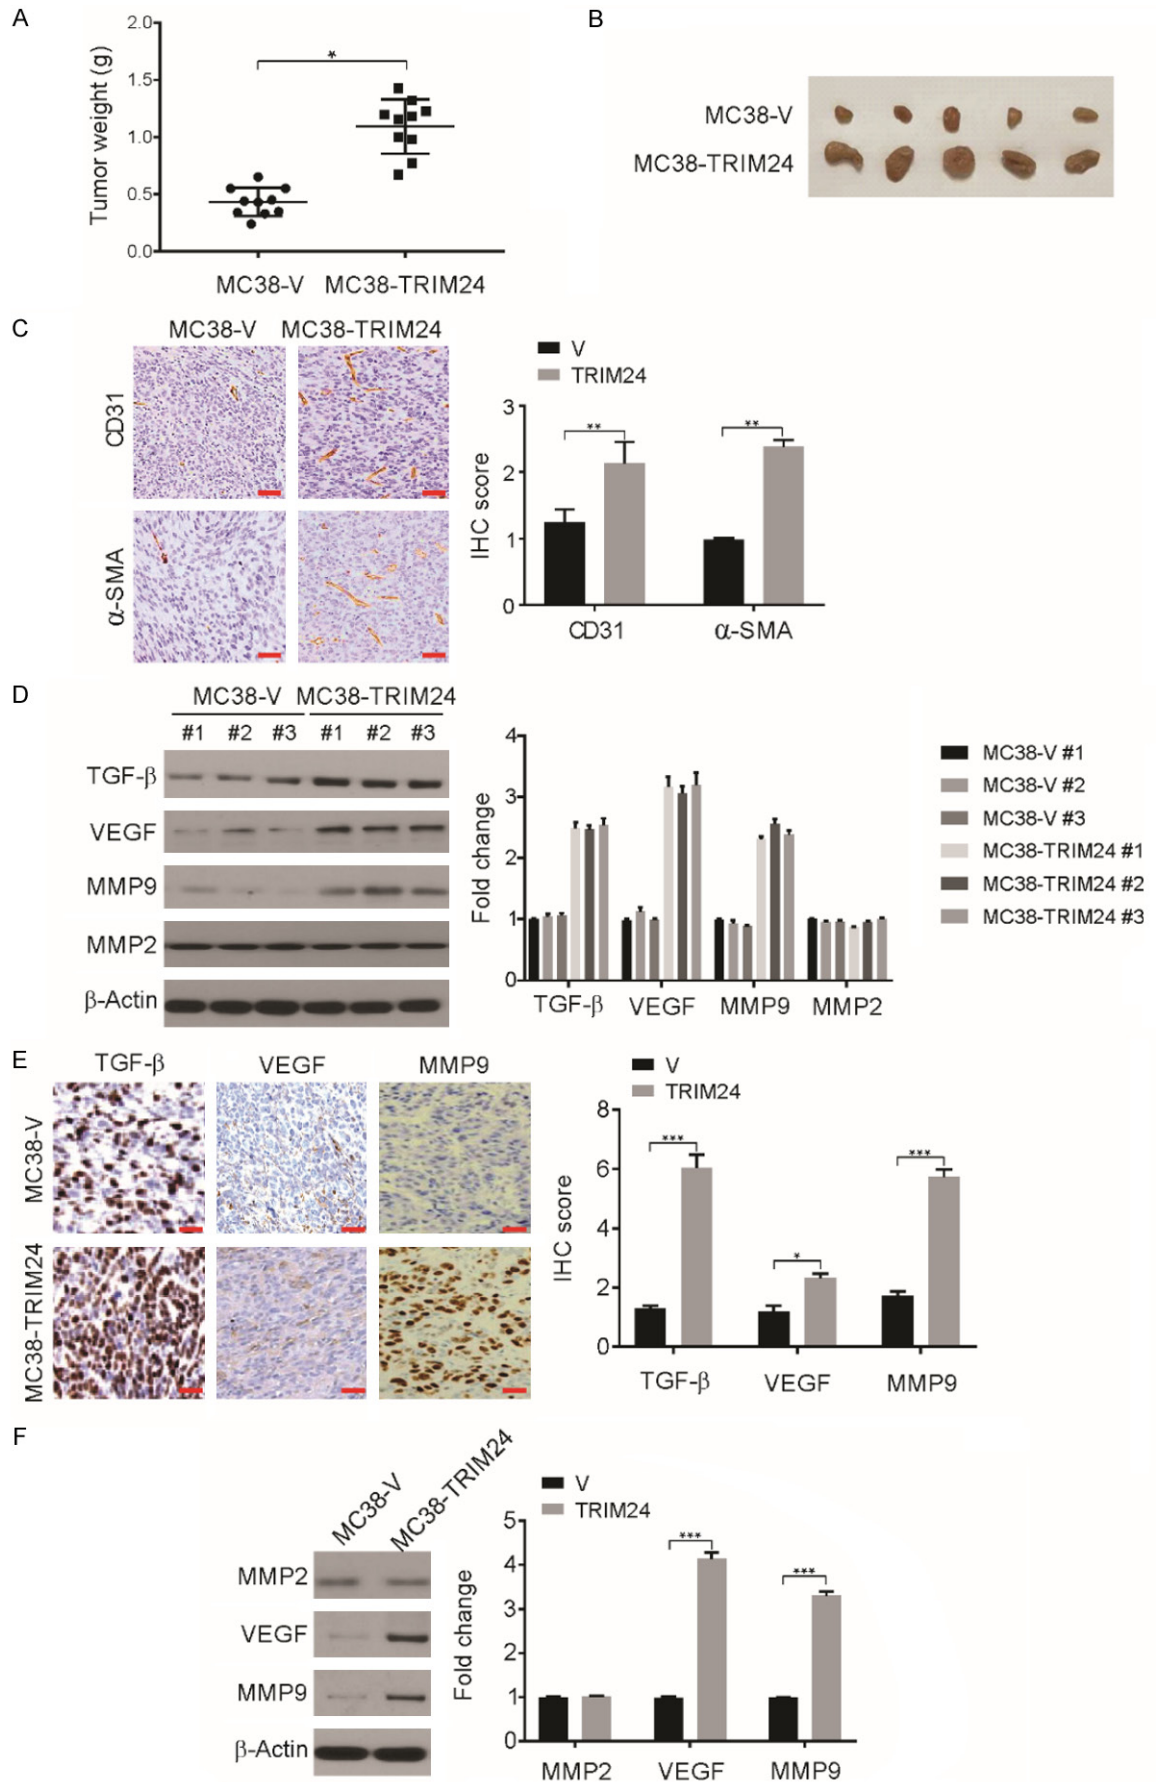 A
2.0
1.5
1.0
0.5
0.0
Tumor weight (g)
*
MC38-V MC38-TRIM24
B
MC38-V
MC38-TRIM24
C
MC38-V MC38-TRIM24
CD31
α-SMA
V
TRIM24
3
2
1
0
IHC score
** **
CD31 α-SMA
D
MC38-V MC38-TRIM24
#1 #2 #3 #1 #2 #3
TGF-β
VEGF
MMP9
MMP2
β-Actin
4
3
2
1
0
Fold change
TGF-β VEGF MMP9 MMP2
MC38-V #1
MC38-V #2
MC38-V #3
MC38-TRIM24 #1
MC38-TRIM24 #2
MC38-TRIM24 #3
E
TGF-β VEGF MMP9
MC38-V
MC38-TRIM24
V
TRIM24
8
6
4
2
0
IHC score
*** * ***
TGF-β VEGF MMP9
F
MC38-V
MC38-TRIM24
MMP2
VEGF
MMP9
β-Actin
V
TRIM24
5
4
3
2
1
0
Fold change
*** ***
MMP2 VEGF MMP9